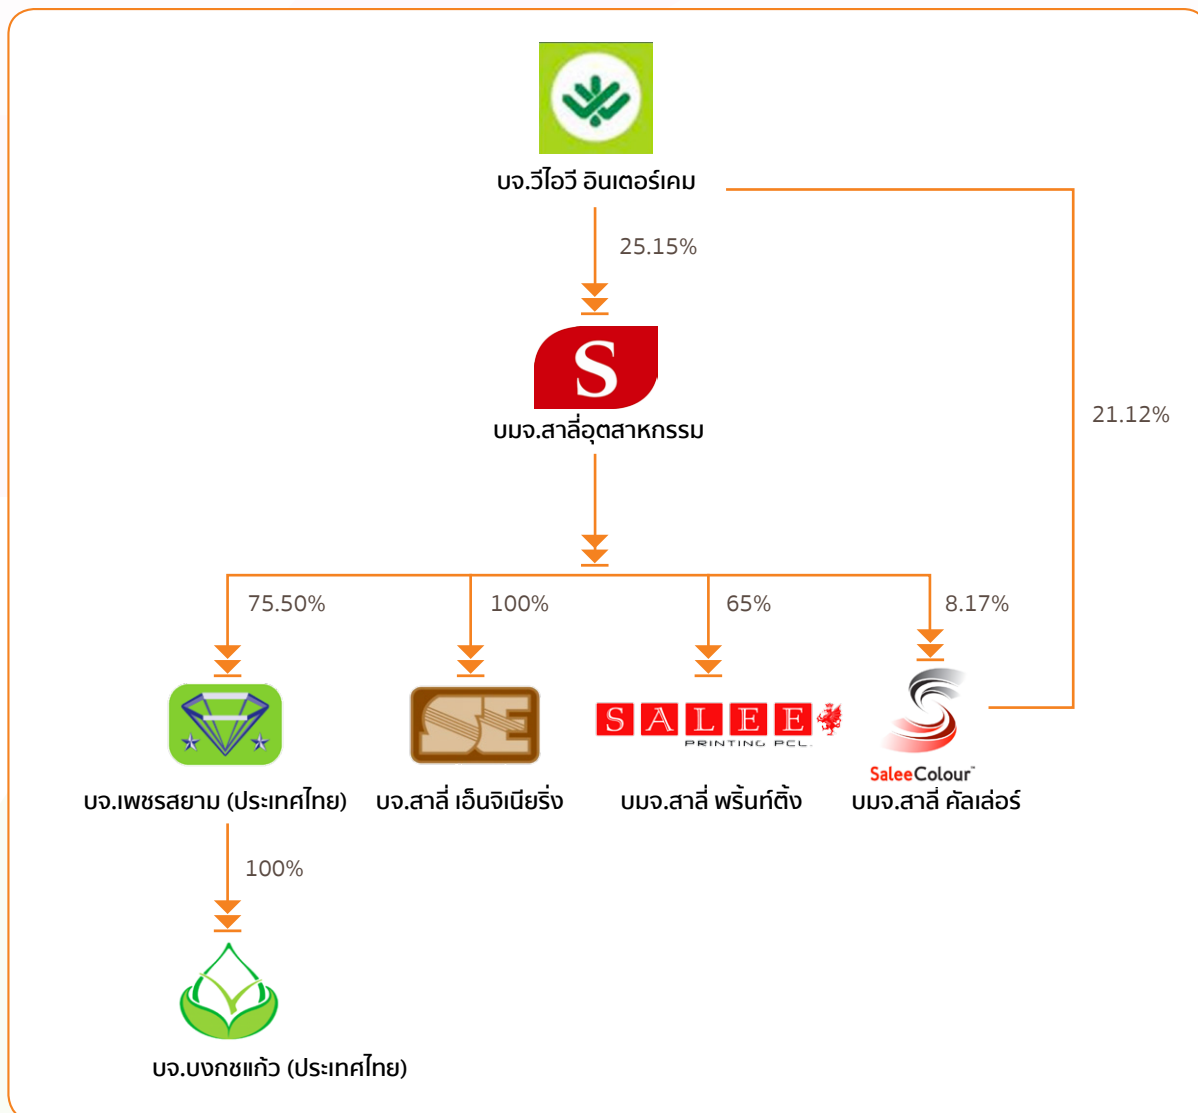 บจ.วีไอวี อินเตอร์เคม
25.15%
S
บมจ.สาลี่อุตสาหกรรม
21.12%
75.50%
100%
65%
8.17%
SE
SALEE
PRINTING PCL.
S
SaleeColour™
บจ.เพชรสยาม (ประเทศไทย)
บจ.สาลี่ เอ็นจิเนียริ่ง
บมจ.สาลี่ พริ้นท์ติ้ง
บมจ.สาลี่ คัลเล่อร์
100%
บจ.บงกชแก้ว (ประเทศไทย)